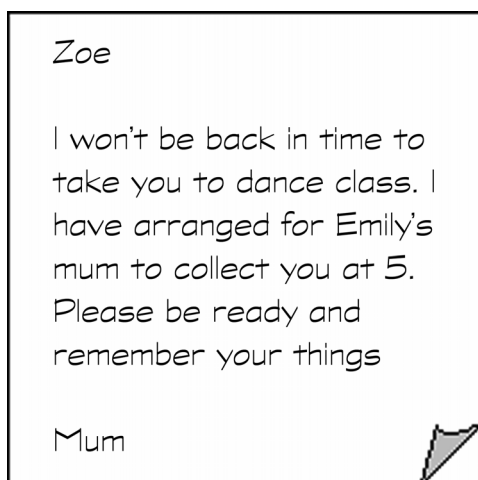 Zoe
I won't be back in time to
take you to dance class. I
have arranged for Emily's
mum to collect you at 5.
Please be ready and
remember your things
Mum